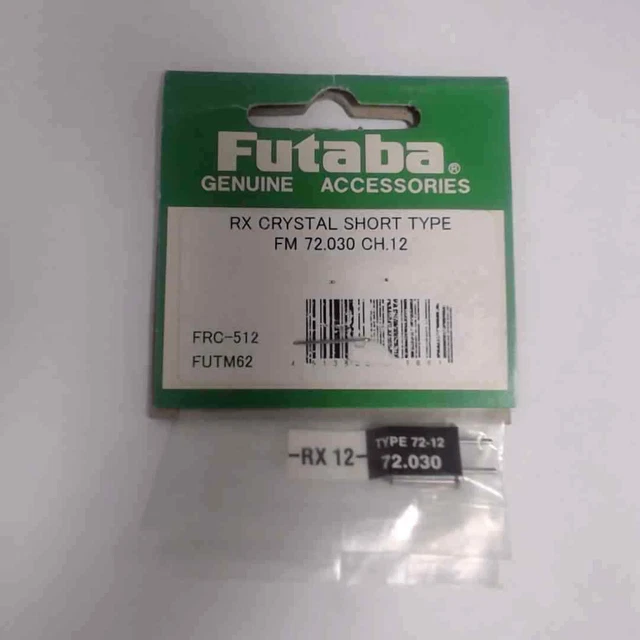 Futaba®
GENUINE ACCESSORIES
RX CRYSTAL SHORT TYPE
FM 72.030 CH.12
FRC-512
FUTM62
-RX 12-
TYPE 72-12
72.030